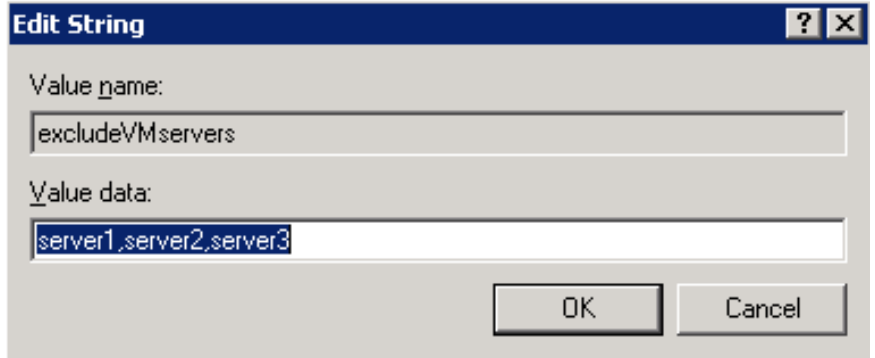 Edit String
Value name:
excludeVMservers
Value data:
server1,server2,server3
OK Cancel